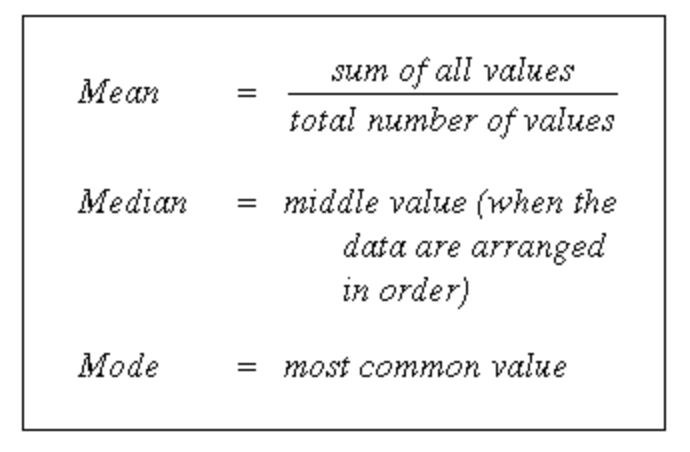 Mean = sum of all values
total number of values
Median = middle value (when the
data are arranged
in order)
Mode = most common value